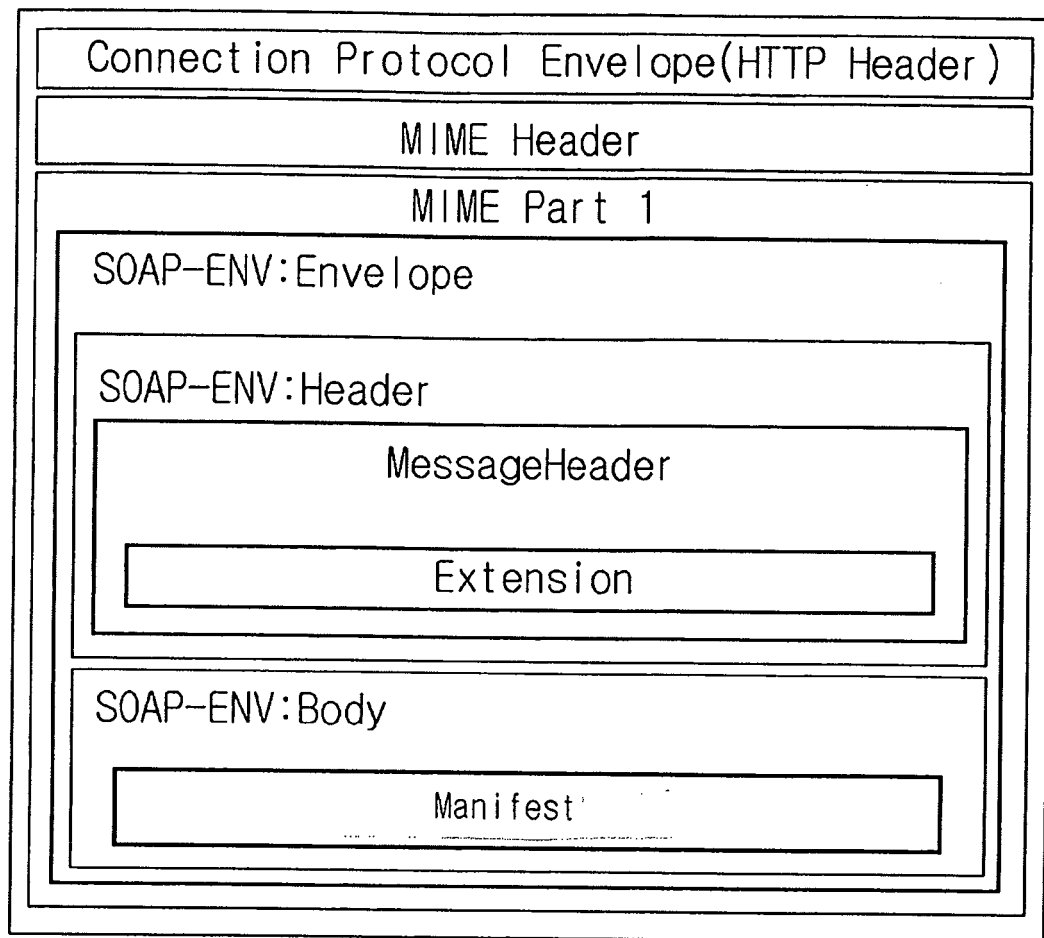 Connection Protocol Envelope(HTTP Header)
MIME Header
MIME Part 1
SOAP-ENV:Envelope
SOAP-ENV:Header
MessageHeader
Extension
SOAP-ENV:Body
Manifest